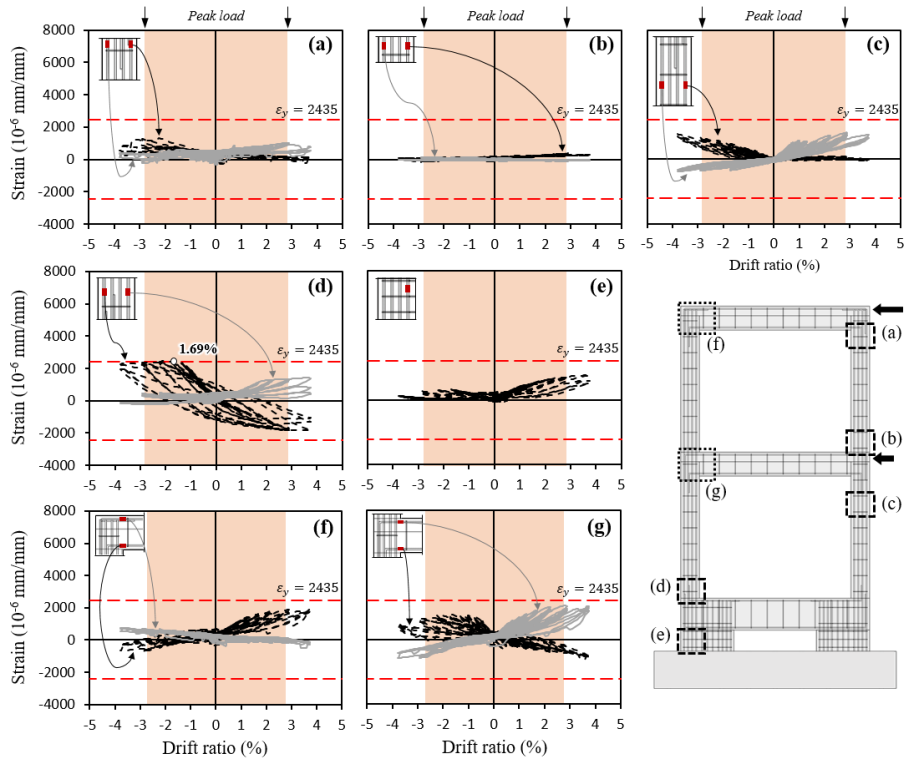 Peak load
Peak load
8000
6000
4000
2000
0
-2000
-4000
Strain (10⁻⁶ mm/mm)
(a)
εy = 2435
-5 -4 -3 -2 -1 0 1 2 3 4 5
(b)
εy = 2435
-5 -4 -3 -2 -1 0 1 2 3 4 5
(c)
εy = 2435
-5 -4 -3 -2 -1 0 1 2 3 4 5
Drift ratio (%)
8000
6000
4000
2000
0
-2000
-4000
Strain (10⁻⁶ mm/mm)
(d)
1.69%
εy = 2435
-5 -4 -3 -2 -1 0 1 2 3 4 5
(e)
εy = 2435
-5 -4 -3 -2 -1 0 1 2 3 4 5
8000
6000
4000
2000
0
-2000
-4000
Strain (10⁻⁶ mm/mm)
(f)
εy = 2435
-5 -4 -3 -2 -1 0 1 2 3 4 5
Drift ratio (%)
(g)
εy = 2435
-5 -4 -3 -2 -1 0 1 2 3 4 5
Drift ratio (%)
(f)
(a)
(b)
(g)
(c)
(d)
(e)